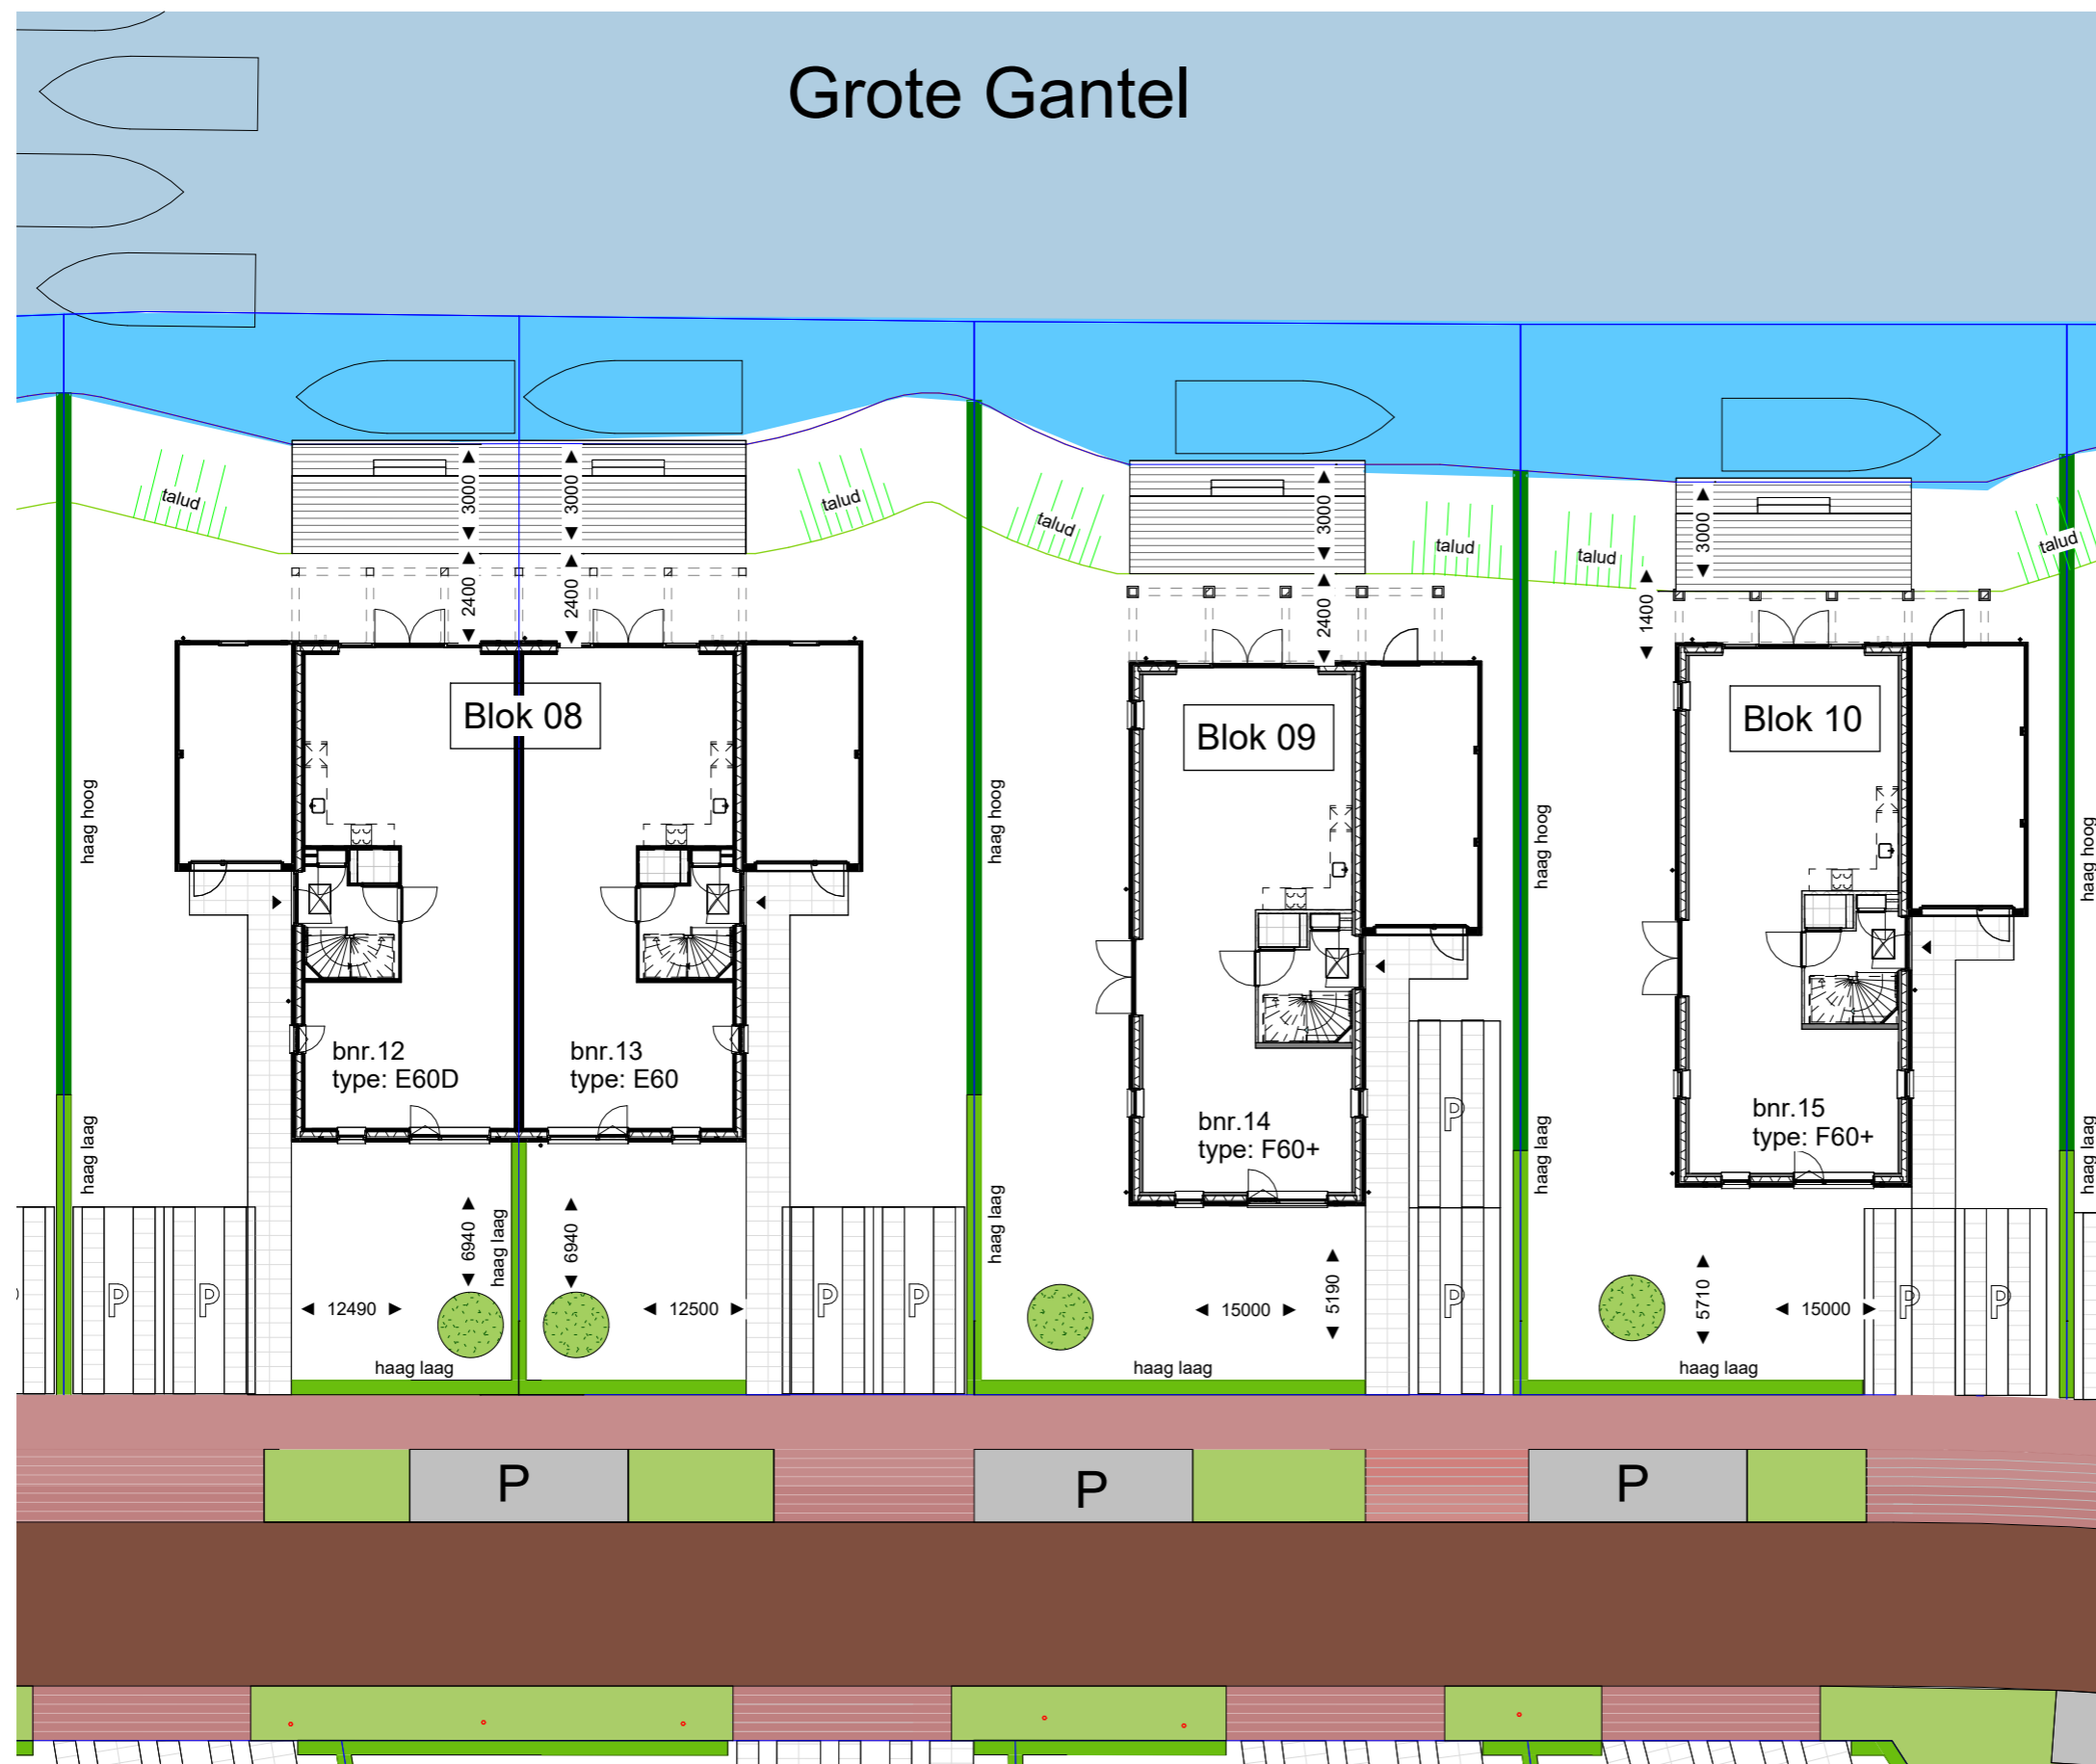 Grote Gantel
talud
talud
talud
talud
talud
talud
3000
3000
3000
3000
2400
2400
2400
1400
Blok 08
Blok 09
Blok 10
haag hoog
haag hoog
haag hoog
haag hoog
bnr.12
type: E60D
bnr.13
type: E60
bnr.14
type: F60+
bnr.15
type: F60+
haag laag
haag laag
haag laag
haag laag
haag laag
6940
6940
5190
5710
12490
12500
15000
15000
P
P
P
P
P
P
P
P
haag laag
haag laag
haag laag
P
P
P